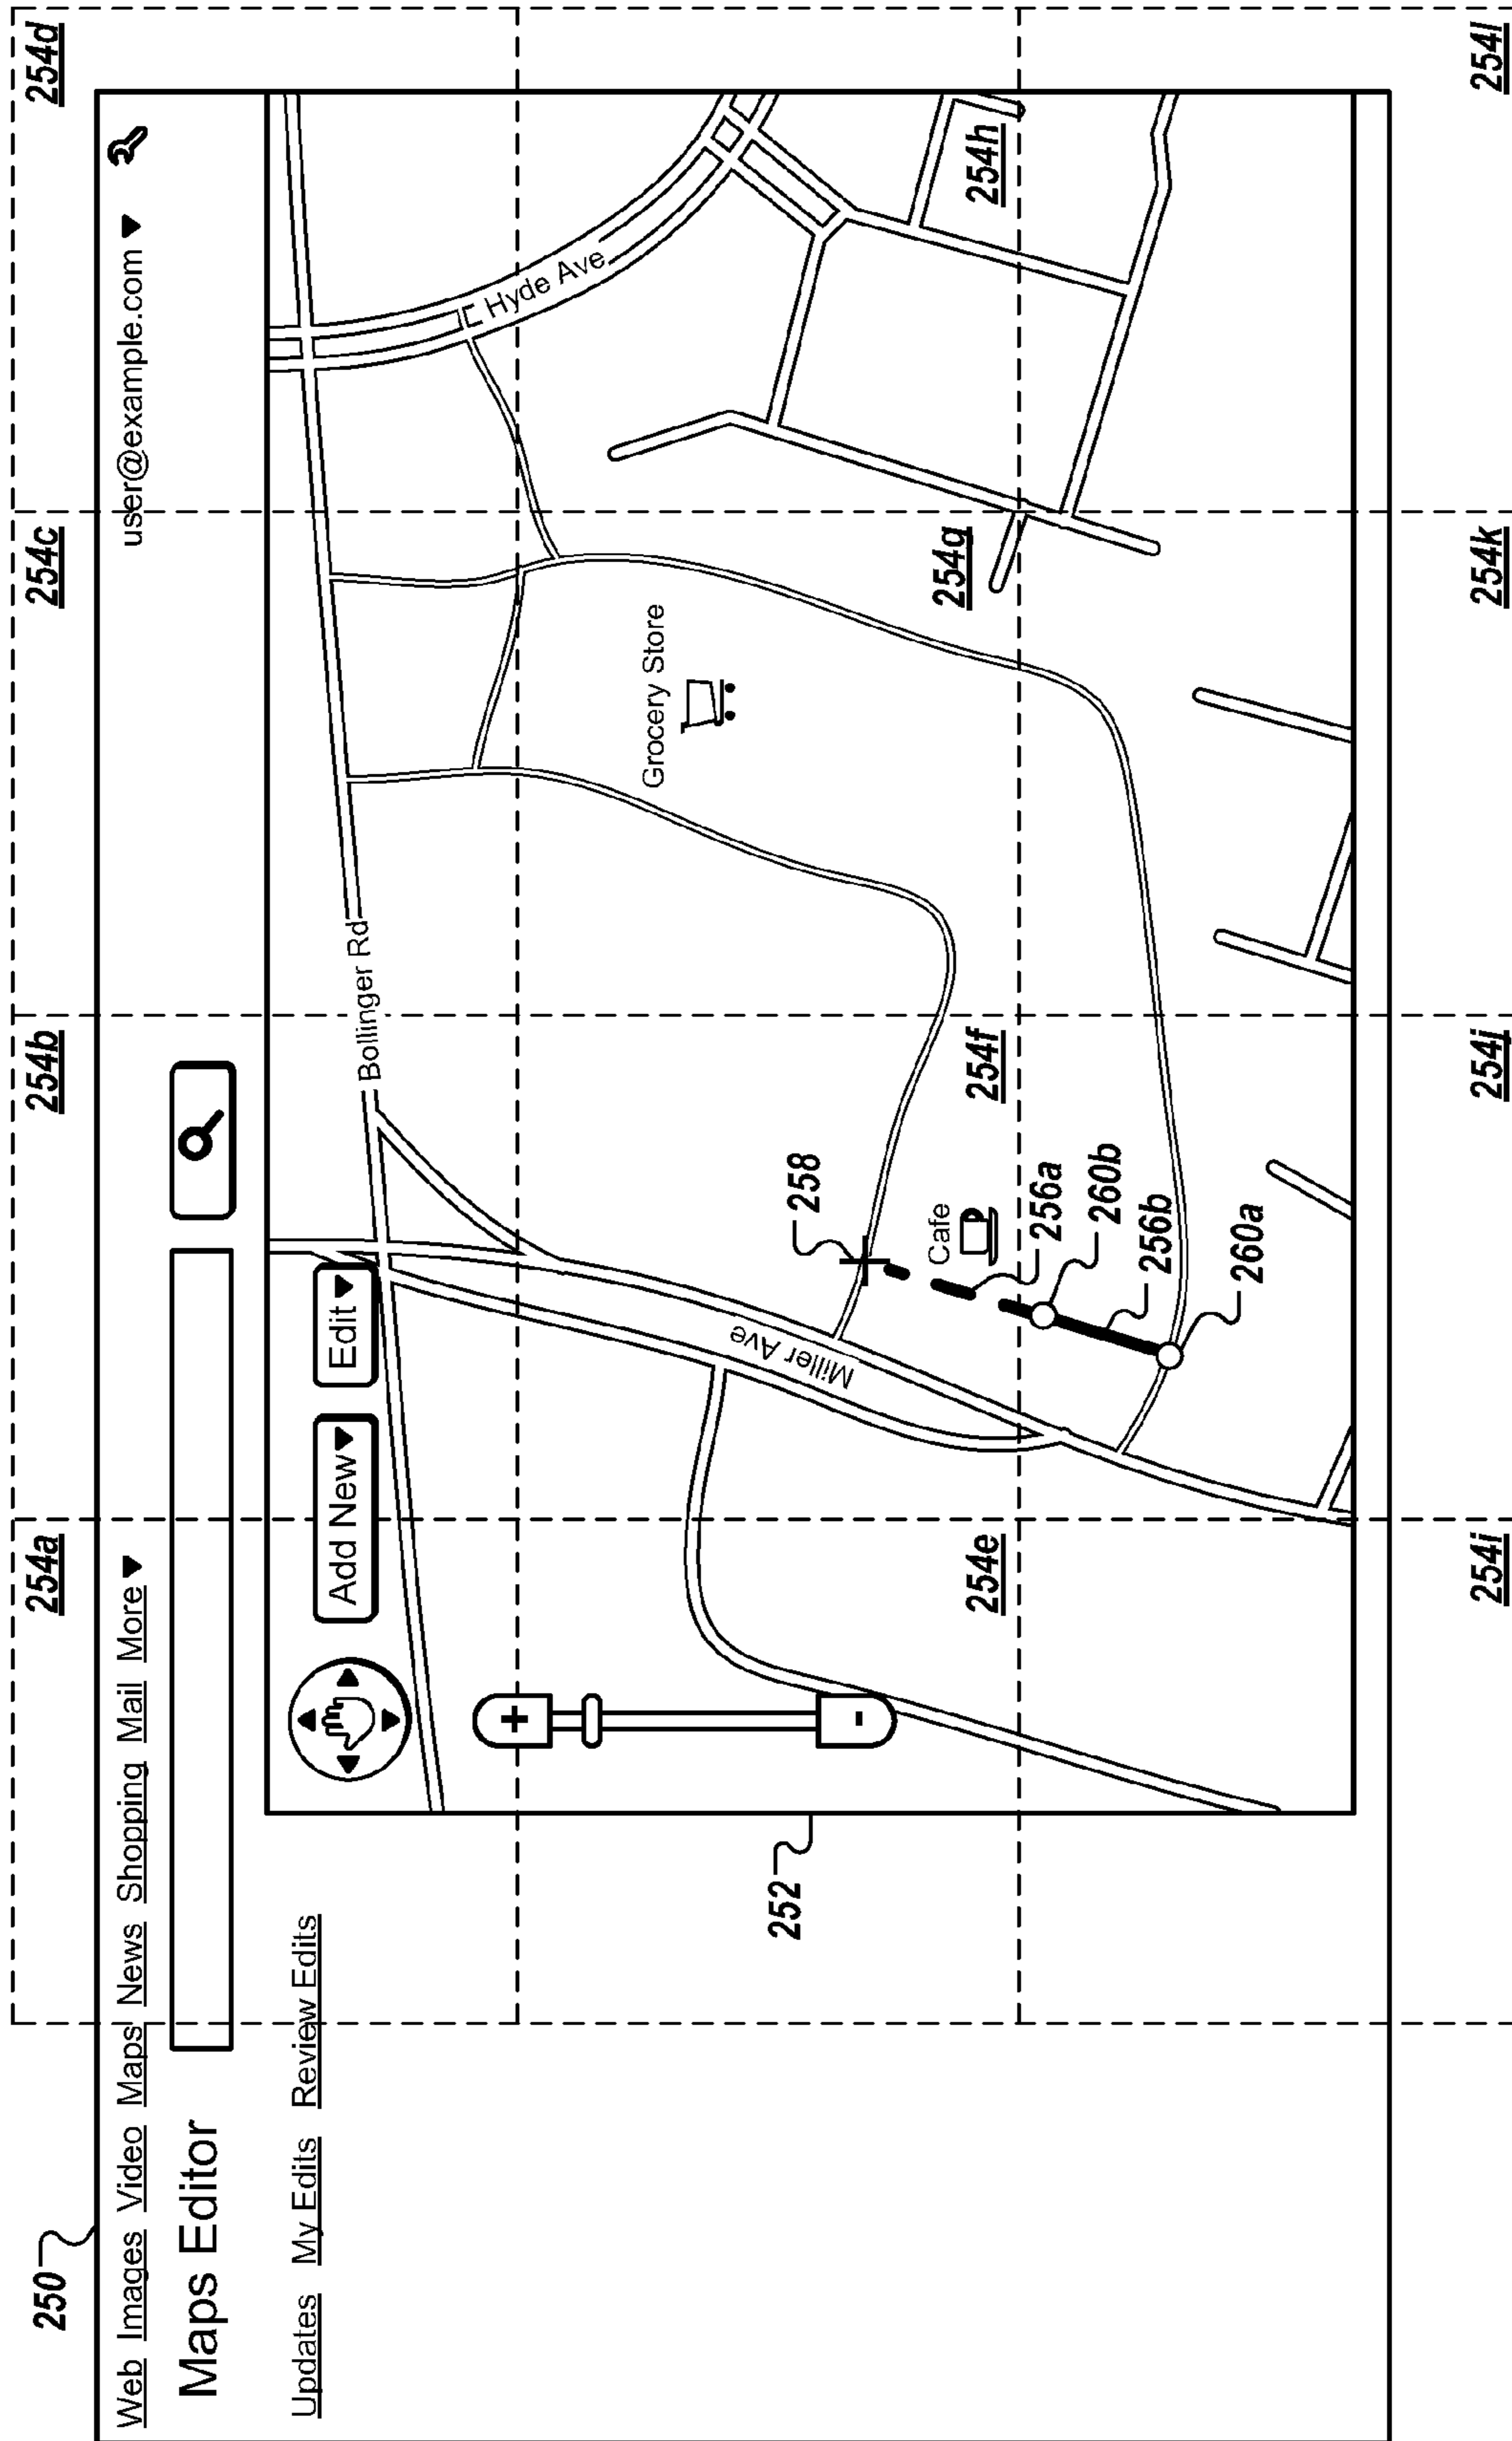 250
254a
254b
254c
254d
Web Images Video Maps News Shopping Mail More
user@example.com
Maps Editor
Updates My Edits Review Edits
Add New
Edit
Bollinger Rd
Hyde Ave
+
-
Grocery Store
Miller Ave
258
252
Cafe
254e
254f
254g
254h
256a
260b
256b
260a
254i
254j
254k
254l